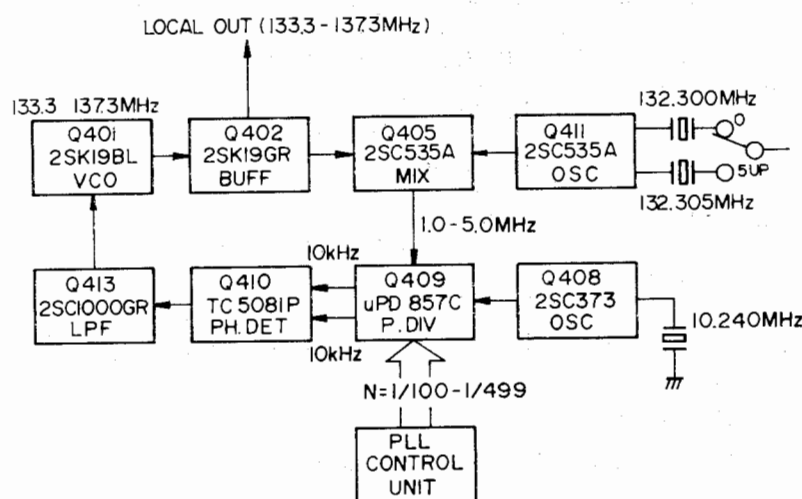 LOCAL OUT (133.3-137.3MHz)
133.3 137.3MHz
Q401
2SK19BL
VCO
Q402
2SK19GR
BUFF
Q405
2SC535A
MIX
Q411
2SC535A
OSC
132.300MHz
0
5UP
132.305MHz
1.0-5.0MHz
Q413
2SC1000GR
LPF
Q410
TC5081P
PH.DET
10kHz
10kHz
Q409
uPD 857C
P.DIV
Q408
2SC373
OSC
10.240MHz
N=1/100-1/499
PLL
CONTROL
UNIT